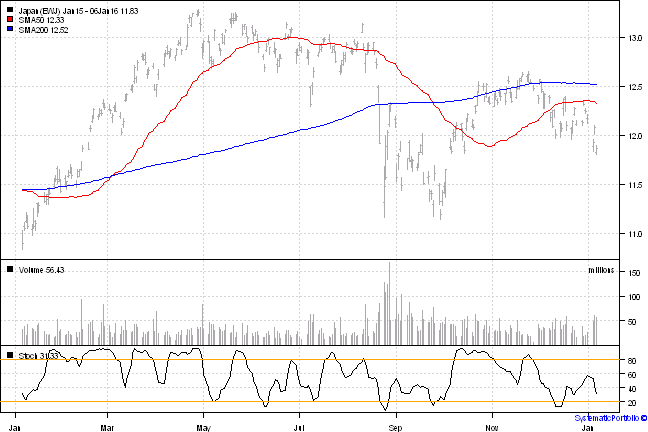 Japan (EWJ) Jan15 - 06Jan16 11.83
SMA50 12.33
SMA200 12.52
13.0
12.5
12.0
11.5
11.0
Volume 56.43
millions
150
100
50
Stoch 31.33
80
60
40
20
Jan
Mar
May
Jul
Sep
Nov
Jan
SystematicPortfolio ©